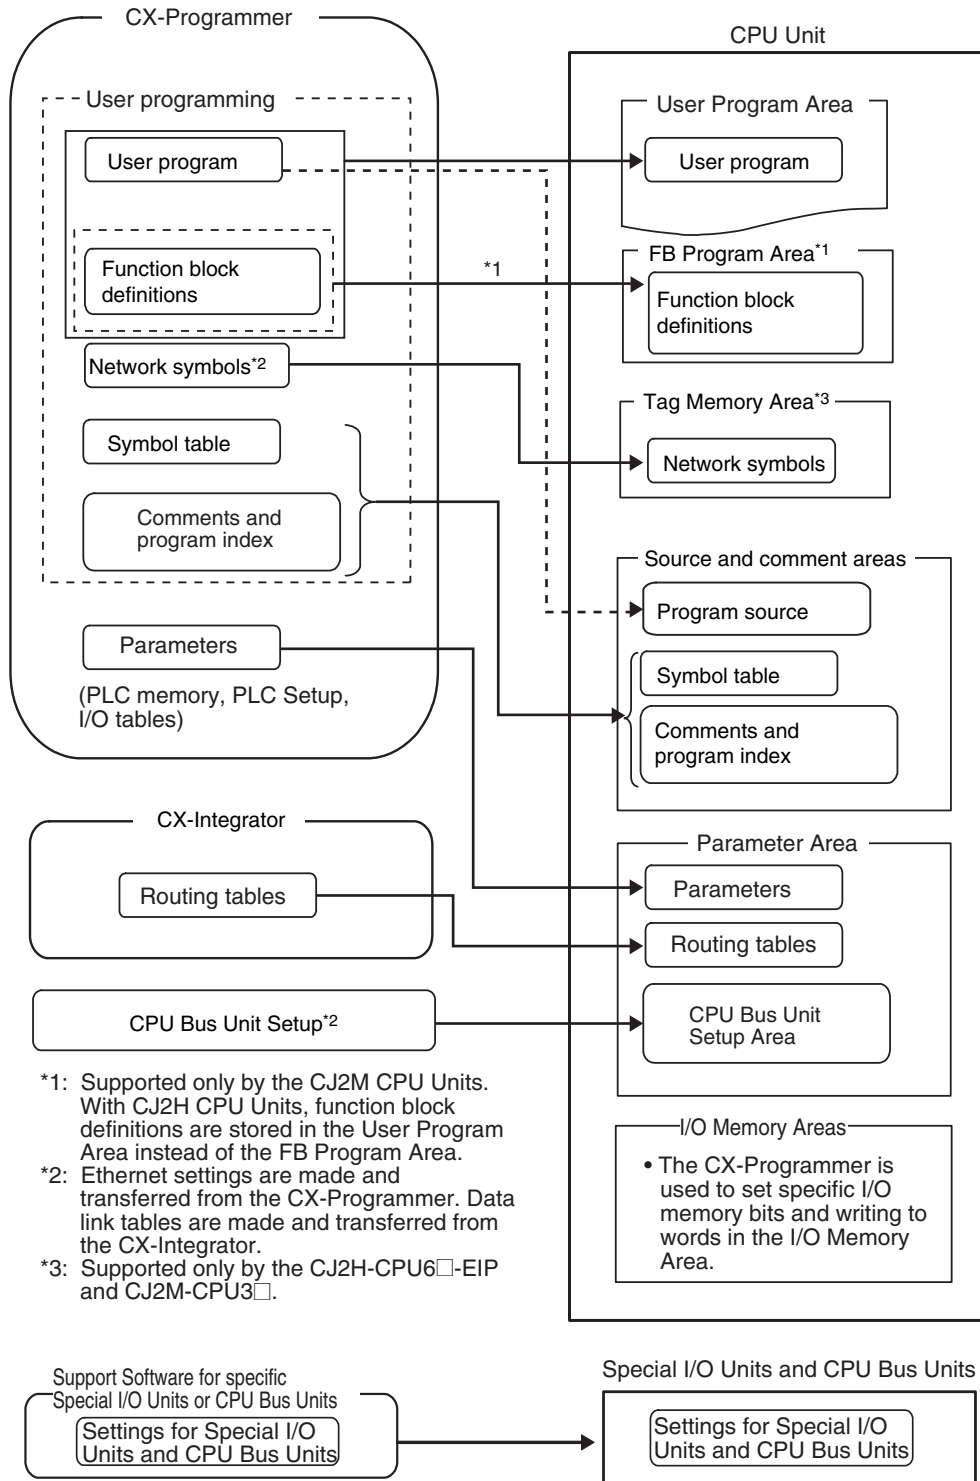 CX-Programmer
CPU Unit
User programming
User program
Function block
definitions
Network symbols*2
Symbol table
Comments and
program index
Parameters
(PLC memory, PLC Setup,
I/O tables)
*1
User Program Area
User program
FB Program Area*1
Function block
definitions
Tag Memory Area*3
Network symbols
Source and comment areas
Program source
Symbol table
Comments and
program index
CX-Integrator
Routing tables
CPU Bus Unit Setup*2
Parameter Area
Parameters
Routing tables
CPU Bus Unit
Setup Area
I/O Memory Areas
• The CX-Programmer is
used to set specific I/O
memory bits and writing to
words in the I/O Memory
Area.
*1: Supported only by the CJ2M CPU Units.
With CJ2H CPU Units, function block
definitions are stored in the User Program
Area instead of the FB Program Area.
*2: Ethernet settings are made and
transferred from the CX-Programmer. Data
link tables are made and transferred from
the CX-Integrator.
*3: Supported only by the CJ2H-CPU6□-EIP
and CJ2M-CPU3□.
Support Software for specific
Special I/O Units or CPU Bus Units
Settings for Special I/O
Units and CPU Bus Units
Special I/O Units and CPU Bus Units
Settings for Special I/O
Units and CPU Bus Units